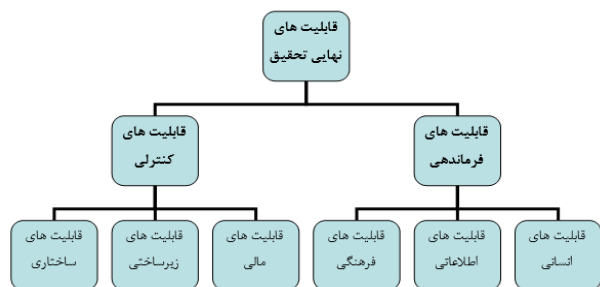 قابلیت های
نهایی تحقیق
قابلیت های
فرماندهی
قابلیت های
کنترلی
قابلیت های
انسانی
قابلیت های
اطلاعاتی
قابلیت های
فرهنگی
قابلیت های
مالی
قابلیت های
زیرساختی
قابلیت های
ساختاری